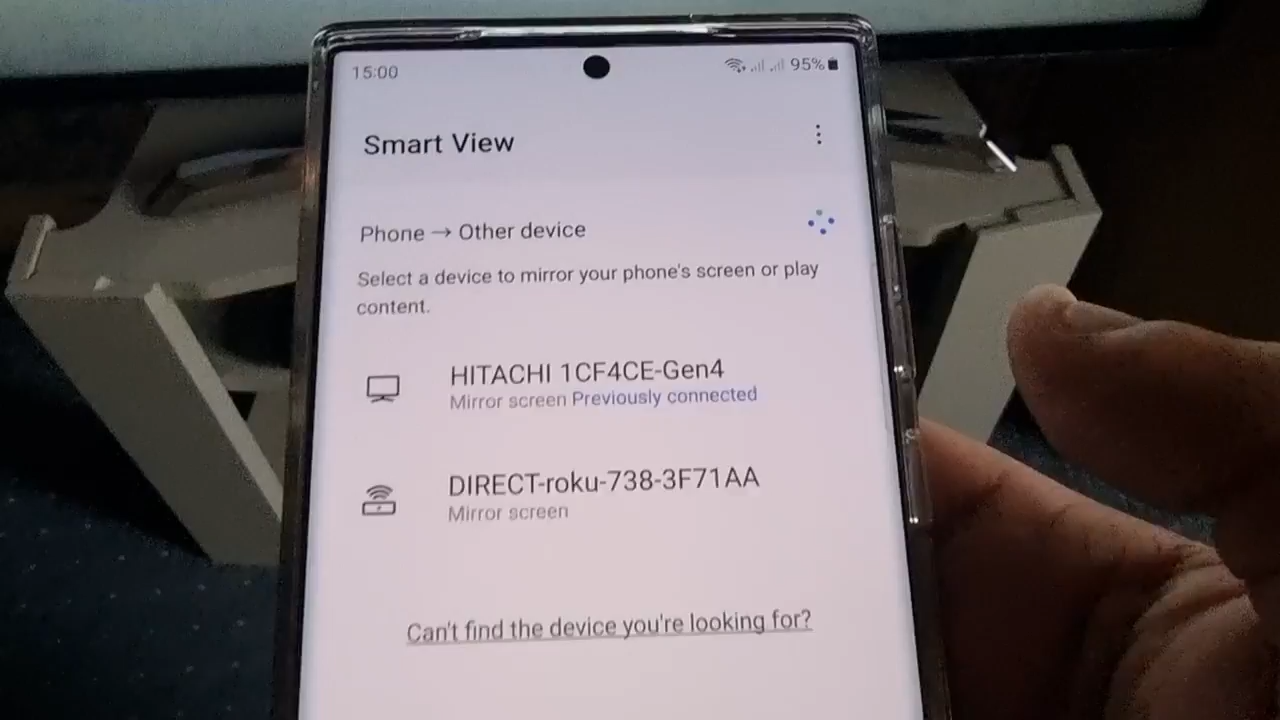 15:00
95%
Smart View
Phone → Other device
Select a device to mirror your phone's screen or play
content.
HITACHI 1CF4CE-Gen4
Mirror screen Previously connected
DIRECT-roku-738-3F71AA
Mirror screen
Can't find the device you're looking for?